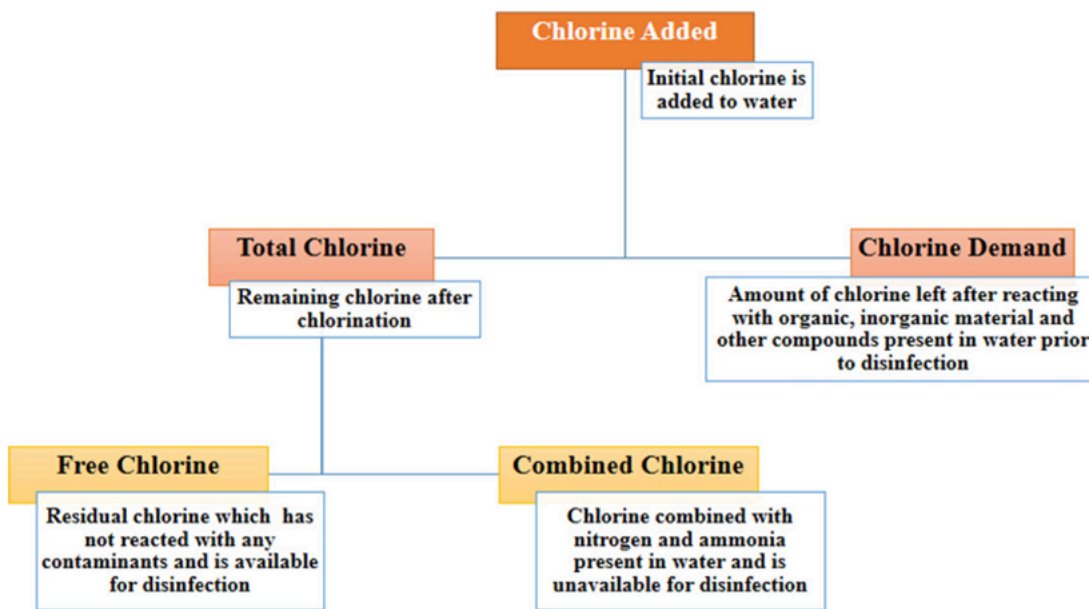 Chlorine Added
Initial chlorine is
added to water
Total Chlorine
Remaining chlorine after
chlorination
Chlorine Demand
Amount of chlorine left after reacting
with organic, inorganic material and
other compounds present in water prior
to disinfection
Free Chlorine
Residual chlorine which has
not reacted with any
contaminants and is available
for disinfection
Combined Chlorine
Chlorine combined with
nitrogen and ammonia
present in water and is
unavailable for disinfection